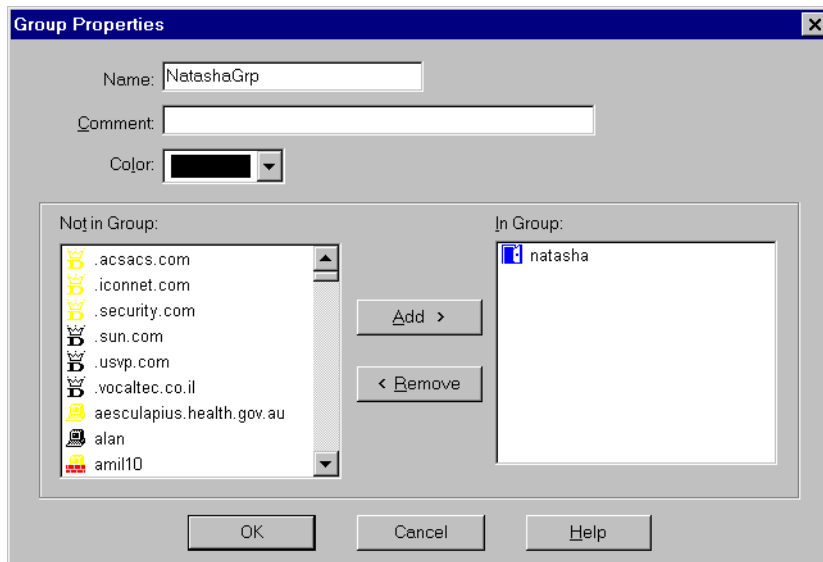 Group Properties
Name: NatashaGrp
Comment:
Color:
Not in Group:
.acsacs.com
.iconnet.com
.security.com
.sun.com
.usvp.com
.vocaltec.co.il
aesculapius.health.gov.au
alan
amil10
Add >
< Remove
In Group:
natasha
OK
Cancel
Help